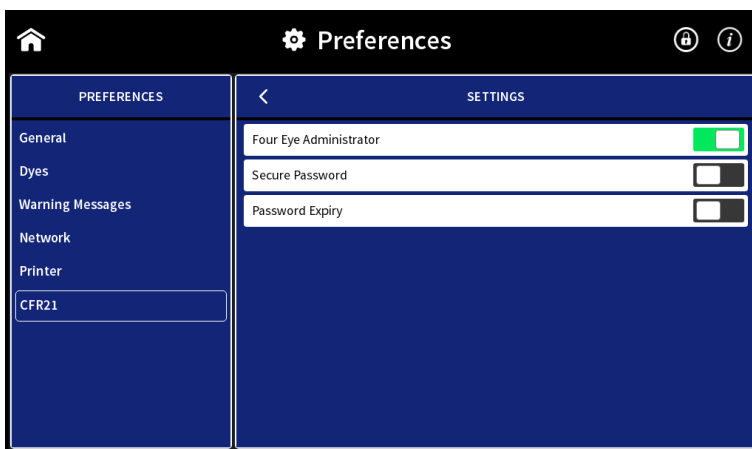 Preferences
PREFERENCES
SETTINGS
General
Dyes
Warning Messages
Network
Printer
CFR21
Four Eye Administrator
Secure Password
Password Expiry